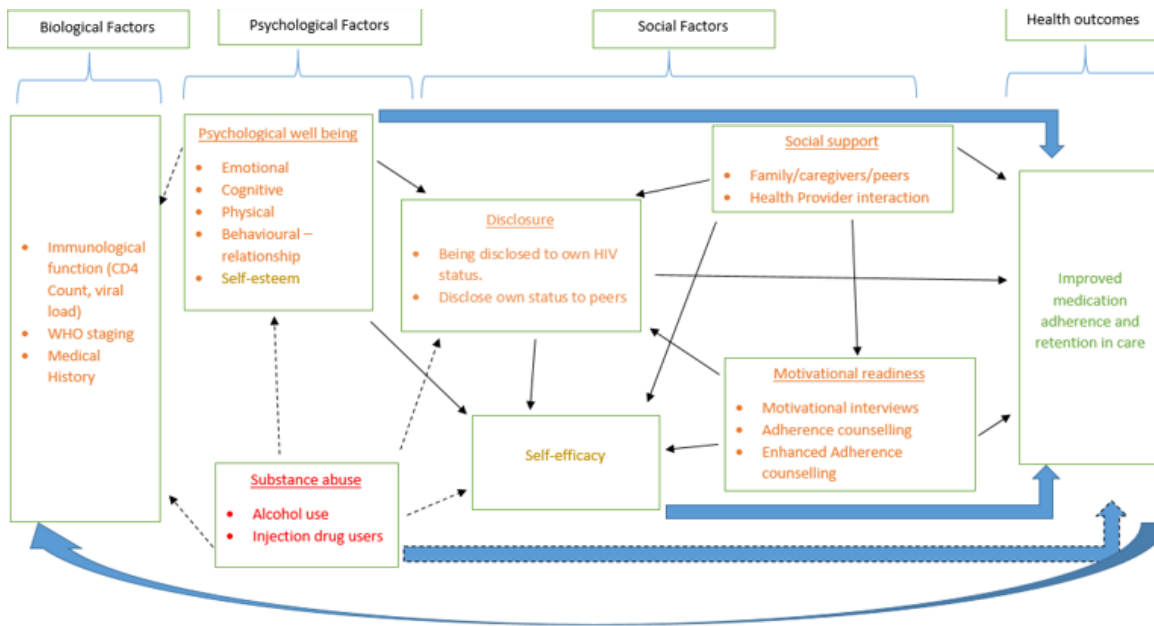 Biological Factors
Psychological Factors
Social Factors
Health outcomes
• Immunological
function (CD4
Count, viral
load)
• WHO staging
• Medical
History
Psychological well being
• Emotional
• Cognitive
• Physical
• Behavioural –
relationship
• Self-esteem
Disclosure
• Being disclosed to own HIV
status.
• Disclose own status to peers
Social support
• Family/caregivers/peers
• Health Provider interaction
Motivational readiness
• Motivational interviews
• Adherence counselling
• Enhanced Adherence
counselling
Self-efficacy
Substance abuse
• Alcohol use
• Injection drug users
Improved
medication
adherence and
retention in care